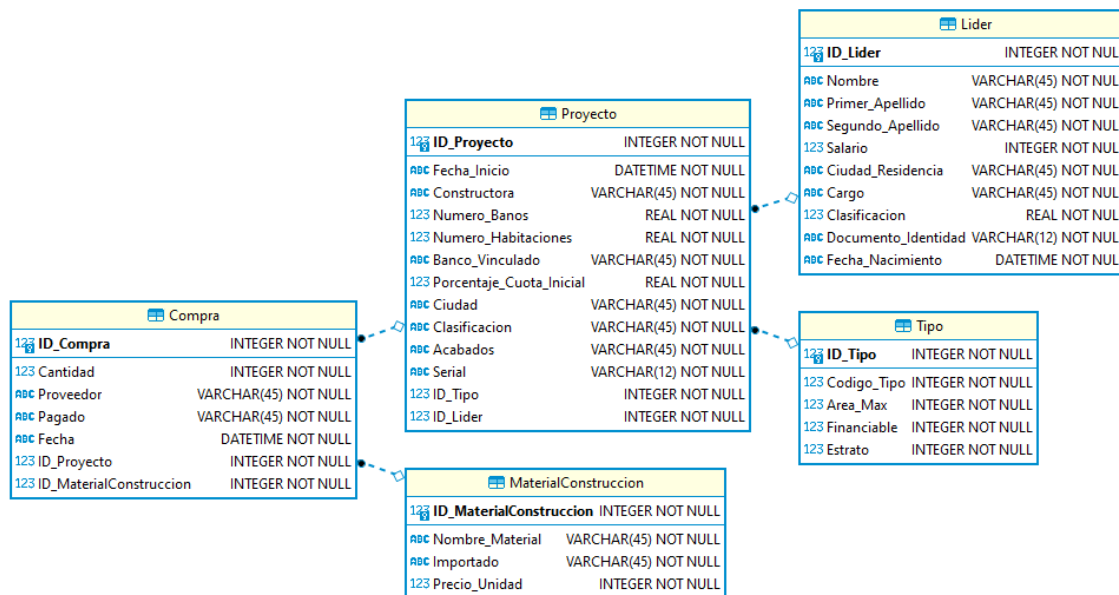 Lider
ID_Lider INTEGER NOT NUL
Nombre VARCHAR(45) NOT NUL
Primer_Apellido VARCHAR(45) NOT NUL
Segundo_Apellido VARCHAR(45) NOT NUL
Salario INTEGER NOT NUL
Ciudad_Residencia VARCHAR(45) NOT NUL
Cargo VARCHAR(45) NOT NUL
Clasificacion REAL NOT NUL
Documento_Identidad VARCHAR(12) NOT NUL
Fecha_Nacimiento DATETIME NOT NUL
Proyecto
ID_Proyecto INTEGER NOT NULL
Fecha_Inicio DATETIME NOT NULL
Constructora VARCHAR(45) NOT NULL
Numero_Banos REAL NOT NULL
Numero_Habitaciones REAL NOT NULL
Banco_Vinculado VARCHAR(45) NOT NULL
Porcentaje_Cuota_Inicial REAL NOT NULL
Ciudad VARCHAR(45) NOT NULL
Clasificacion VARCHAR(45) NOT NULL
Acabados VARCHAR(45) NOT NULL
Serial VARCHAR(12) NOT NULL
ID_Tipo INTEGER NOT NULL
ID_Lider INTEGER NOT NULL
Compra
ID_Compra INTEGER NOT NULL
Cantidad INTEGER NOT NULL
Proveedor VARCHAR(45) NOT NULL
Pagado VARCHAR(45) NOT NULL
Fecha DATETIME NOT NULL
ID_Proyecto INTEGER NOT NULL
ID_MaterialConstruccion INTEGER NOT NULL
Tipo
ID_Tipo INTEGER NOT NULL
Codigo_Tipo INTEGER NOT NULL
Area_Max INTEGER NOT NULL
Financiable INTEGER NOT NULL
Estrato INTEGER NOT NULL
MaterialConstruccion
ID_MaterialConstruccion INTEGER NOT NULL
Nombre_Material VARCHAR(45) NOT NULL
Importado VARCHAR(45) NOT NULL
Precio_Unidad INTEGER NOT NULL